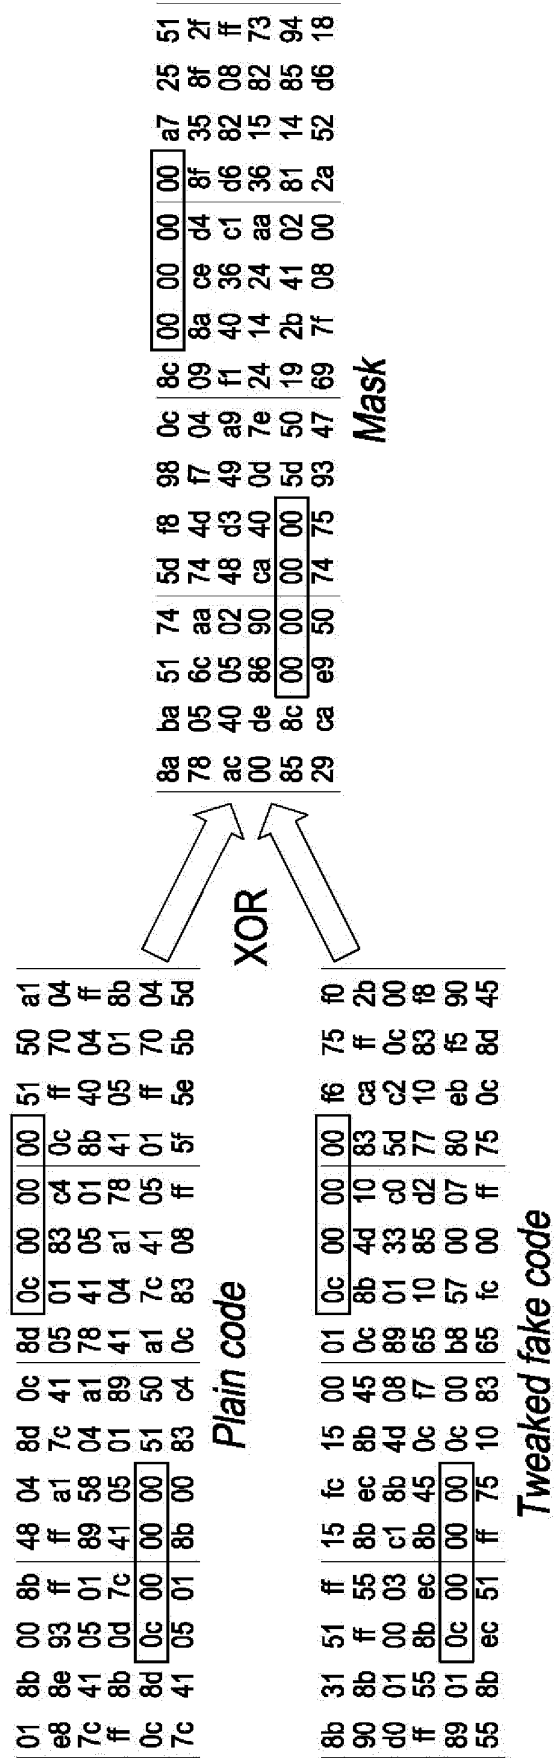 01 8b 00 8b 48 04 8d 0c 8d 0c 00 00 00 51 50 a1
e8 8e 93 ff ff a1 7c 41 05 01 83 c4 0c ff 70 04
7c 41 05 01 89 58 04 a1 78 41 05 01 8b 40 04 ff
ff 8b 0d 7c 41 05 01 89 41 04 a1 78 41 05 01 8b
0c 8d 0c 00 00 00 51 50 a1 7c 41 05 01 ff 70 04
7c 41 05 01 8b 00 83 c4 0c 83 08 ff 5f 5e 5b 5d
Plain code
XOR
8b 31 51 ff 15 fc 15 00 01 0c 00 00 00 f6 75 f0
90 8b ff 55 8b ec 8b 45 0c 8b 4d 10 83 ca ff 2b
d0 01 00 03 c1 8b 4d 08 89 01 33 c0 5d c2 0c 00
ff 55 8b ec 8b 45 0c f7 65 10 85 d2 77 10 83 f8
89 01 0c 00 00 00 0c 00 b8 57 00 07 80 eb f5 90
55 8b ec 51 ff 75 10 83 65 fc 00 ff 75 0c 8d 45
Tweaked fake code
8a ba 51 74 5d f8 98 0c 8c 00 00 00 00 a7 25 51
78 05 6c aa 74 4d f7 04 09 8a ce d4 8f 35 8f 2f
ac 40 05 02 48 d3 49 a9 f1 40 36 c1 d6 82 08 ff
00 de 86 90 ca 40 0d 7e 24 14 24 aa 36 15 82 73
85 8c 00 00 00 00 5d 50 19 2b 41 02 81 14 85 94
29 ca e9 50 74 75 93 47 69 7f 08 00 2a 52 d6 18
Mask